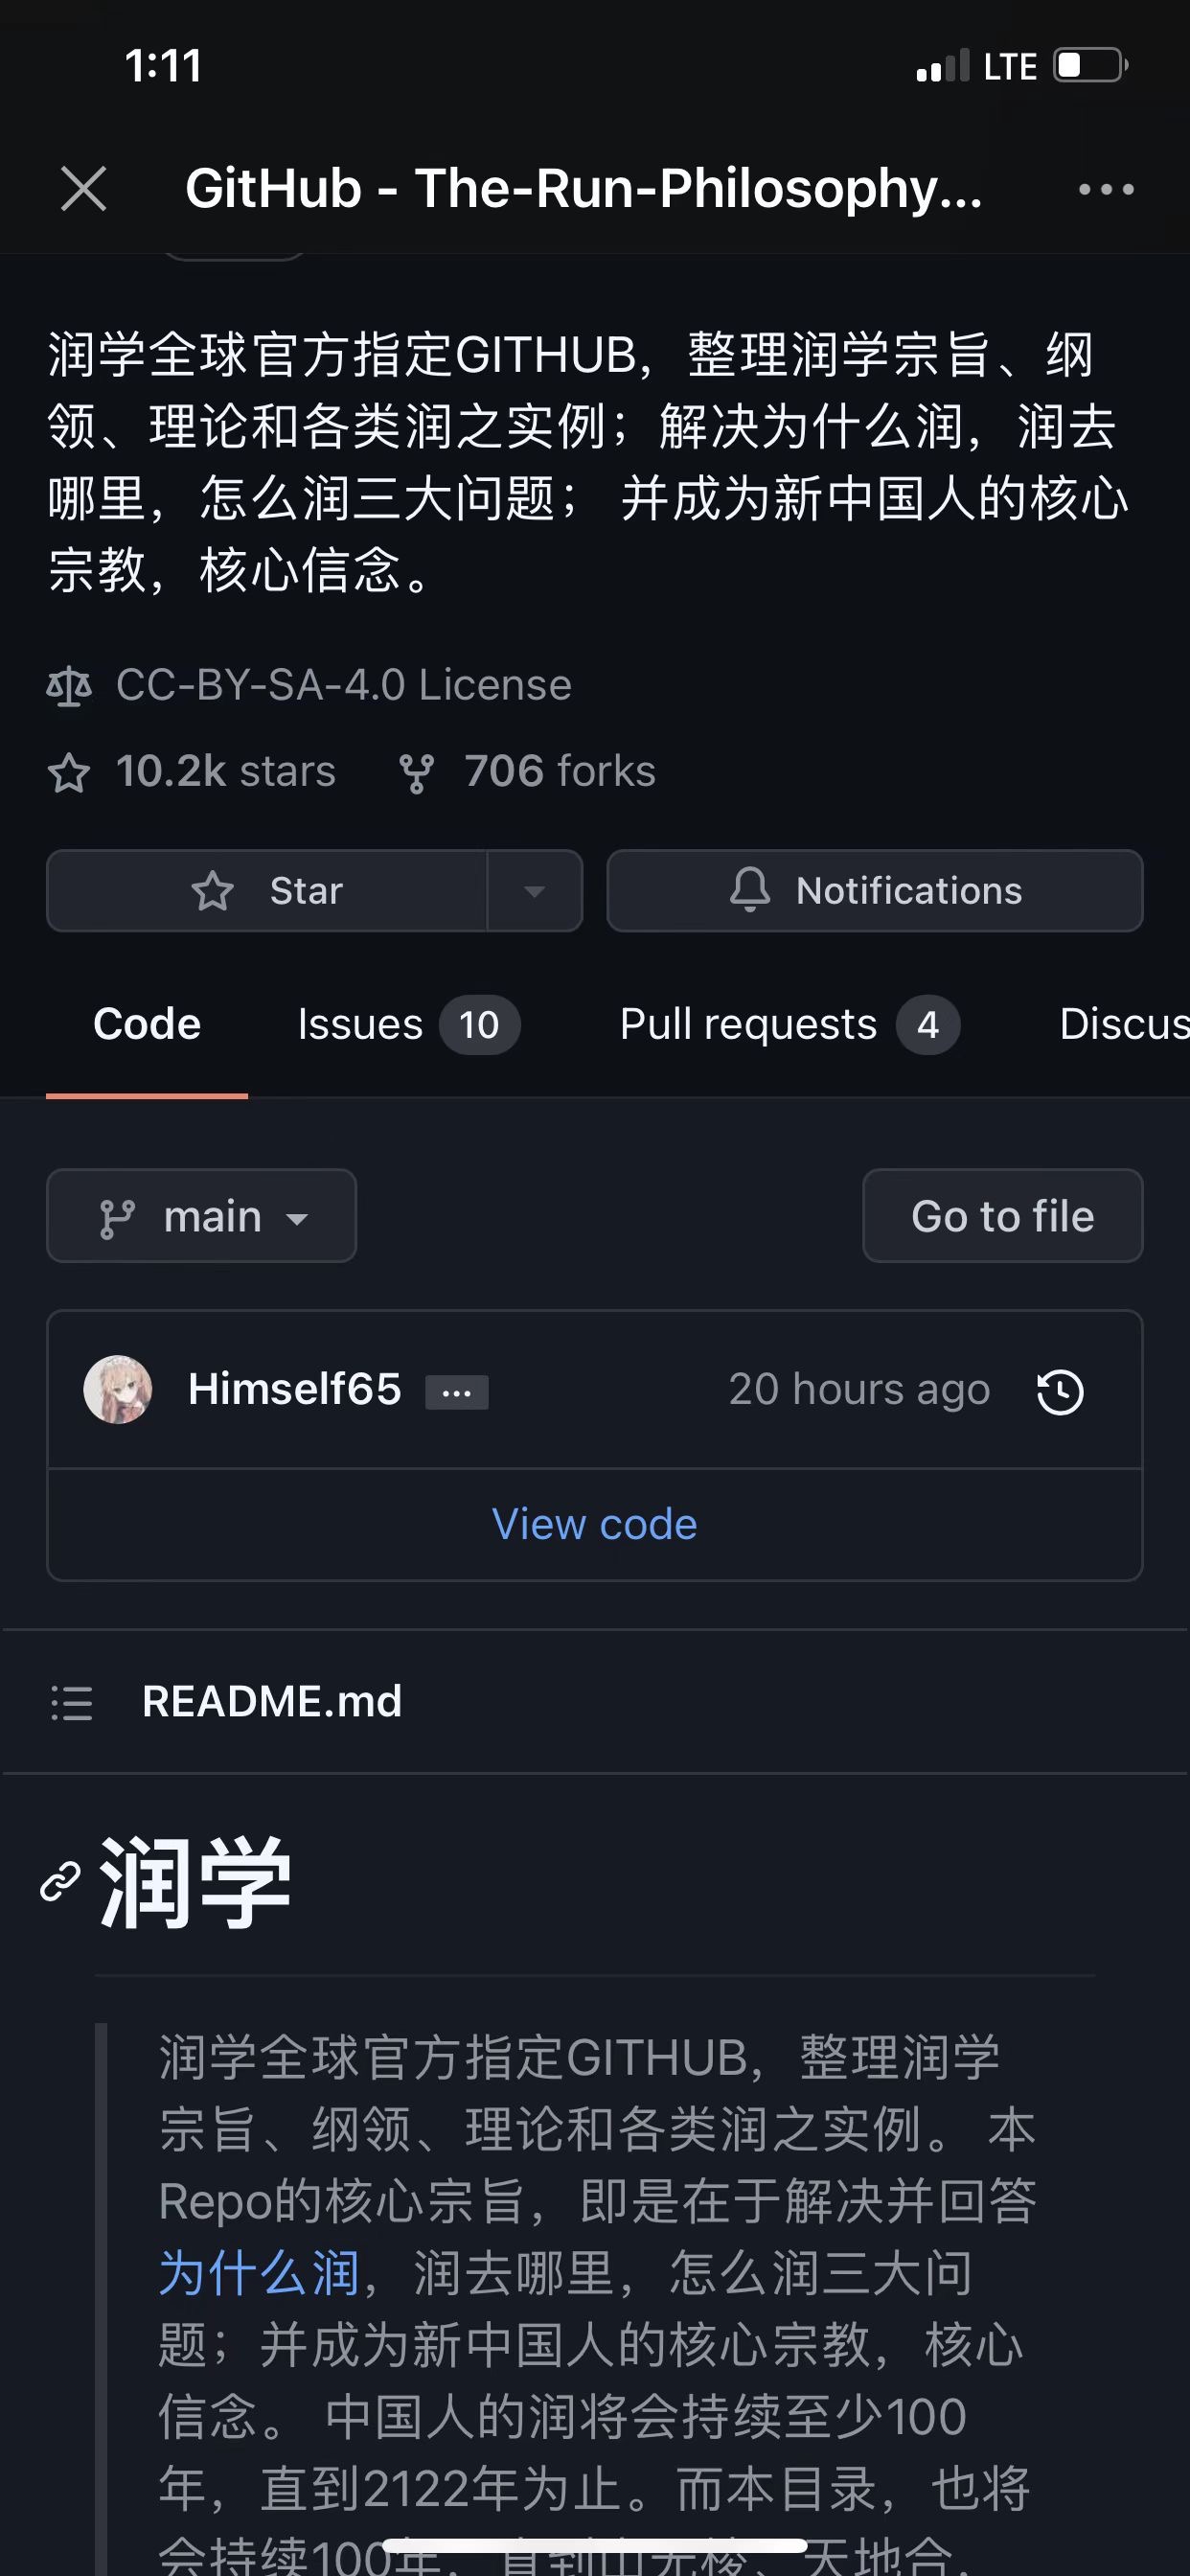 1:11
LTE
GitHub - The-Run-Philosophy...
润学全球官方指定GITHUB，整理润学宗旨、纲
领、理论和各类润之实例；解决为什么润，润去
哪里，怎么润三大问题； 并成为新中国人的核心
宗教，核心信念。
CC-BY-SA-4.0 License
10.2k stars 706 forks
Star Notifications
Code Issues 10 Pull requests 4 Discus
main Go to file
Himself65 ... 20 hours ago
View code
README.md
润学
润学全球官方指定GITHUB，整理润学
宗旨、纲领、理论和各类润之实例。 本
Repo的核心宗旨，即是在于解决并回答
为什么润，润去哪里，怎么润三大问
题；并成为新中国人的核心宗教，核心
信念。 中国人的润将会持续至少100
年，直到2122年为止。而本目录，也将
会持续100年，直到山无棱、天地合，